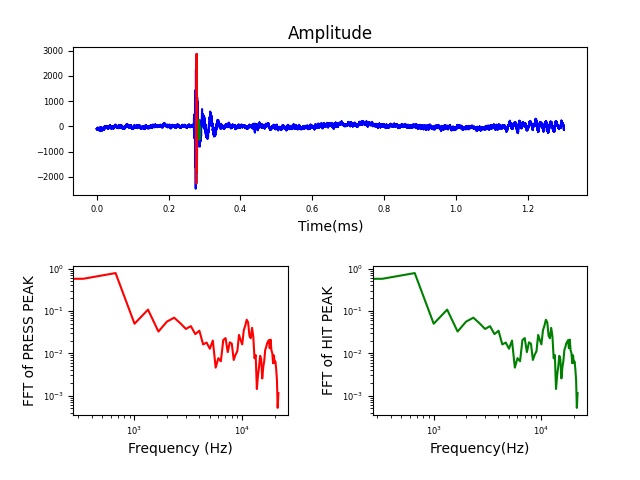 Amplitude
3000
2000
1000
0
−1000
−2000
0.0 0.2 0.4 0.6 0.8 1.0 1.2
Time(ms)
FFT of PRESS PEAK
10⁰
10⁻¹
10⁻²
10⁻³
10³ 10⁴
Frequency (Hz)
FFT of HIT PEAK
10⁰
10⁻¹
10⁻²
10⁻³
10³ 10⁴
Frequency(Hz)